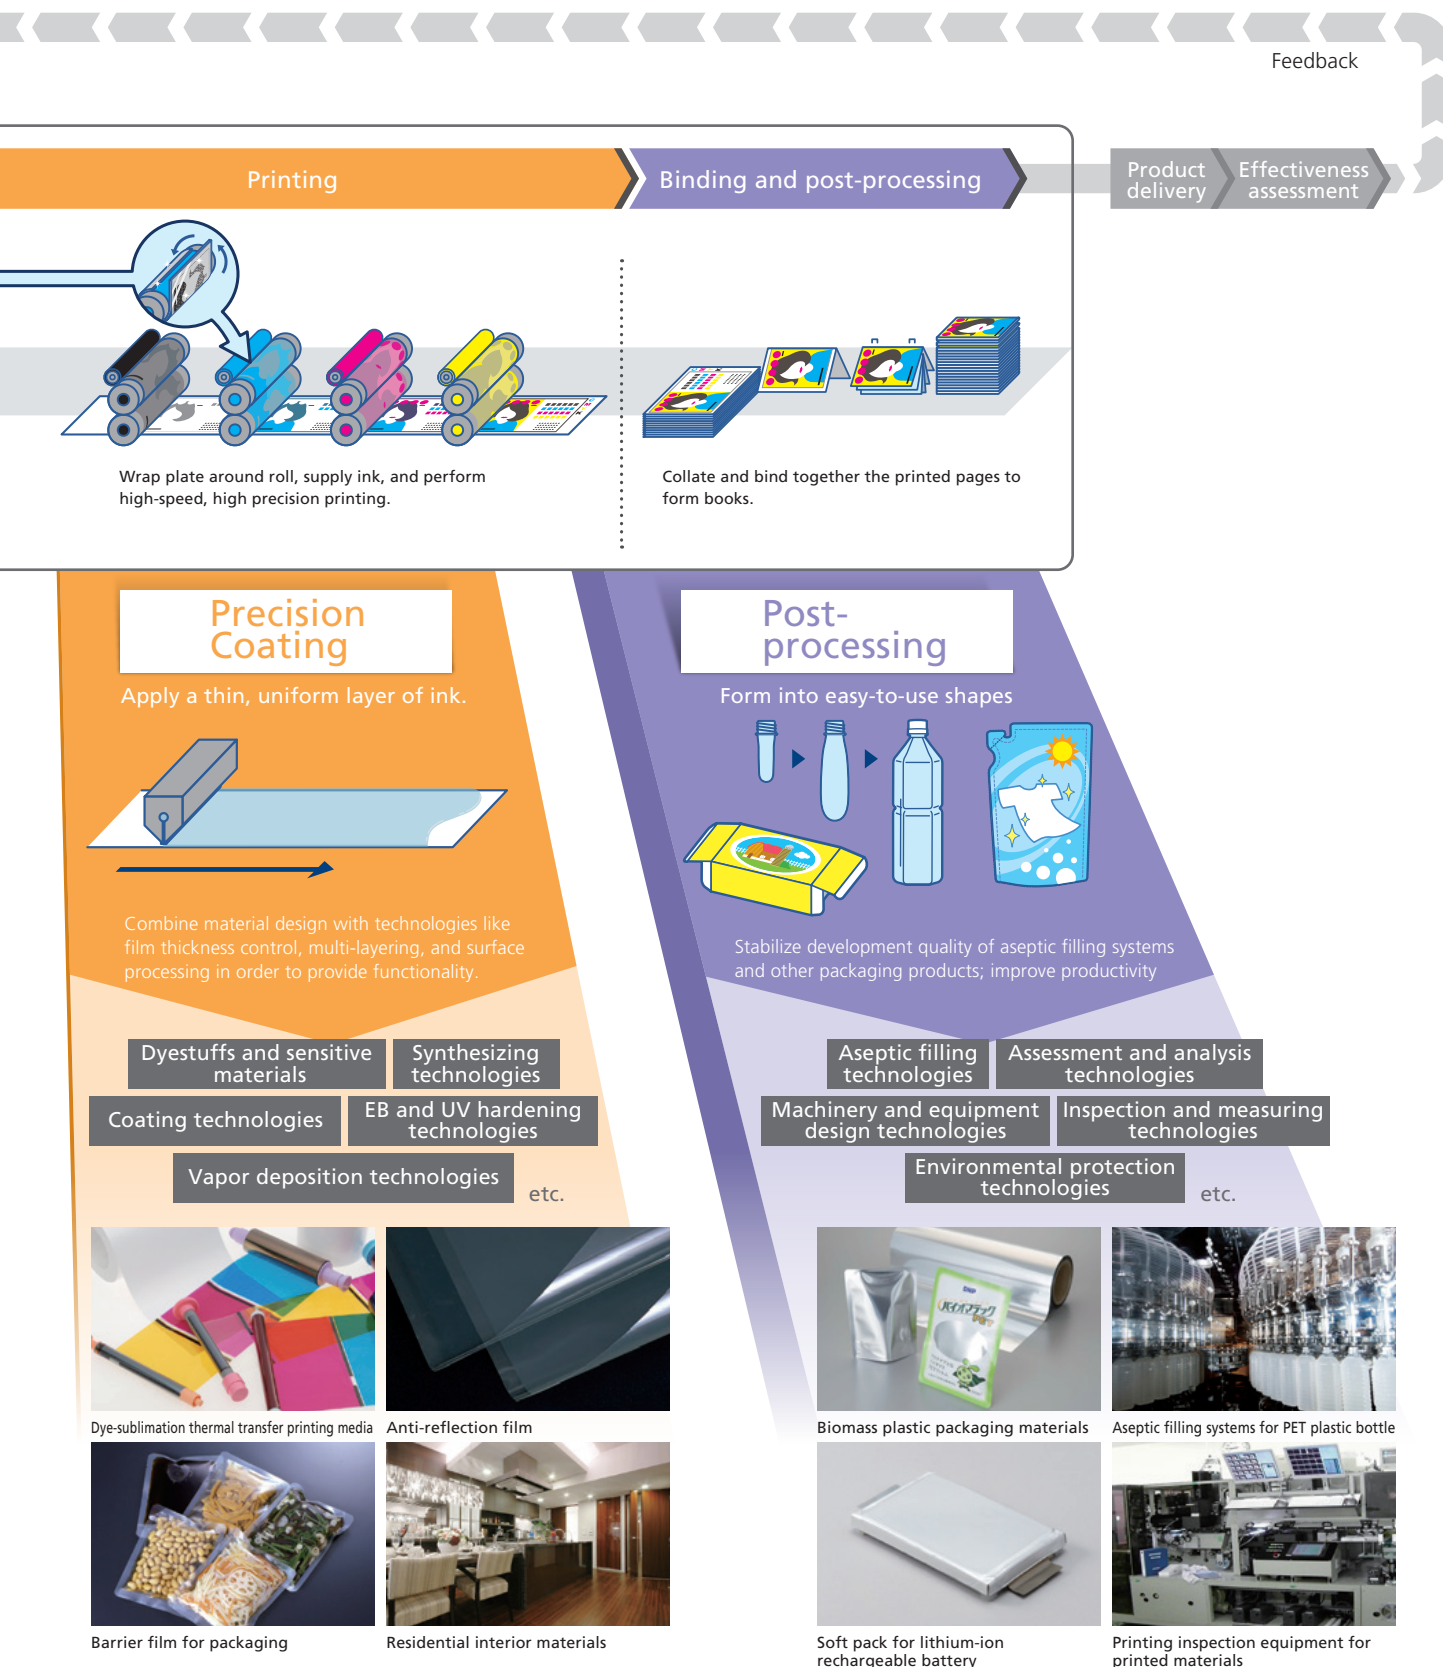 Feedback
Printing
Binding and post-processing
Product
delivery
Effectiveness
assessment
Wrap plate around roll, supply ink, and perform
high-speed, high precision printing.
Collate and bind together the printed pages to
form books.
Precision
Coating
Apply a thin, uniform layer of ink.
Combine material design with technologies like
film thickness control, multi-layering, and surface
processing in order to provide functionality.
Dyestuffs and sensitive
materials
Synthesizing
technologies
Coating technologies
EB and UV hardening
technologies
Vapor deposition technologies
etc.
Post-
processing
Form into easy-to-use shapes
Stabilize development quality of aseptic filling systems
and other packaging products; improve productivity
Aseptic filling
technologies
Assessment and analysis
technologies
Machinery and equipment
design technologies
Inspection and measuring
technologies
Environmental protection
technologies
etc.
Dye-sublimation thermal transfer printing media
Anti-reflection film
Barrier film for packaging
Residential interior materials
DNP
バイオマテック
Biomass plastic packaging materials
Aseptic filling systems for PET plastic bottle
Soft pack for lithium-ion
rechargeable battery
Printing inspection equipment for
printed materials